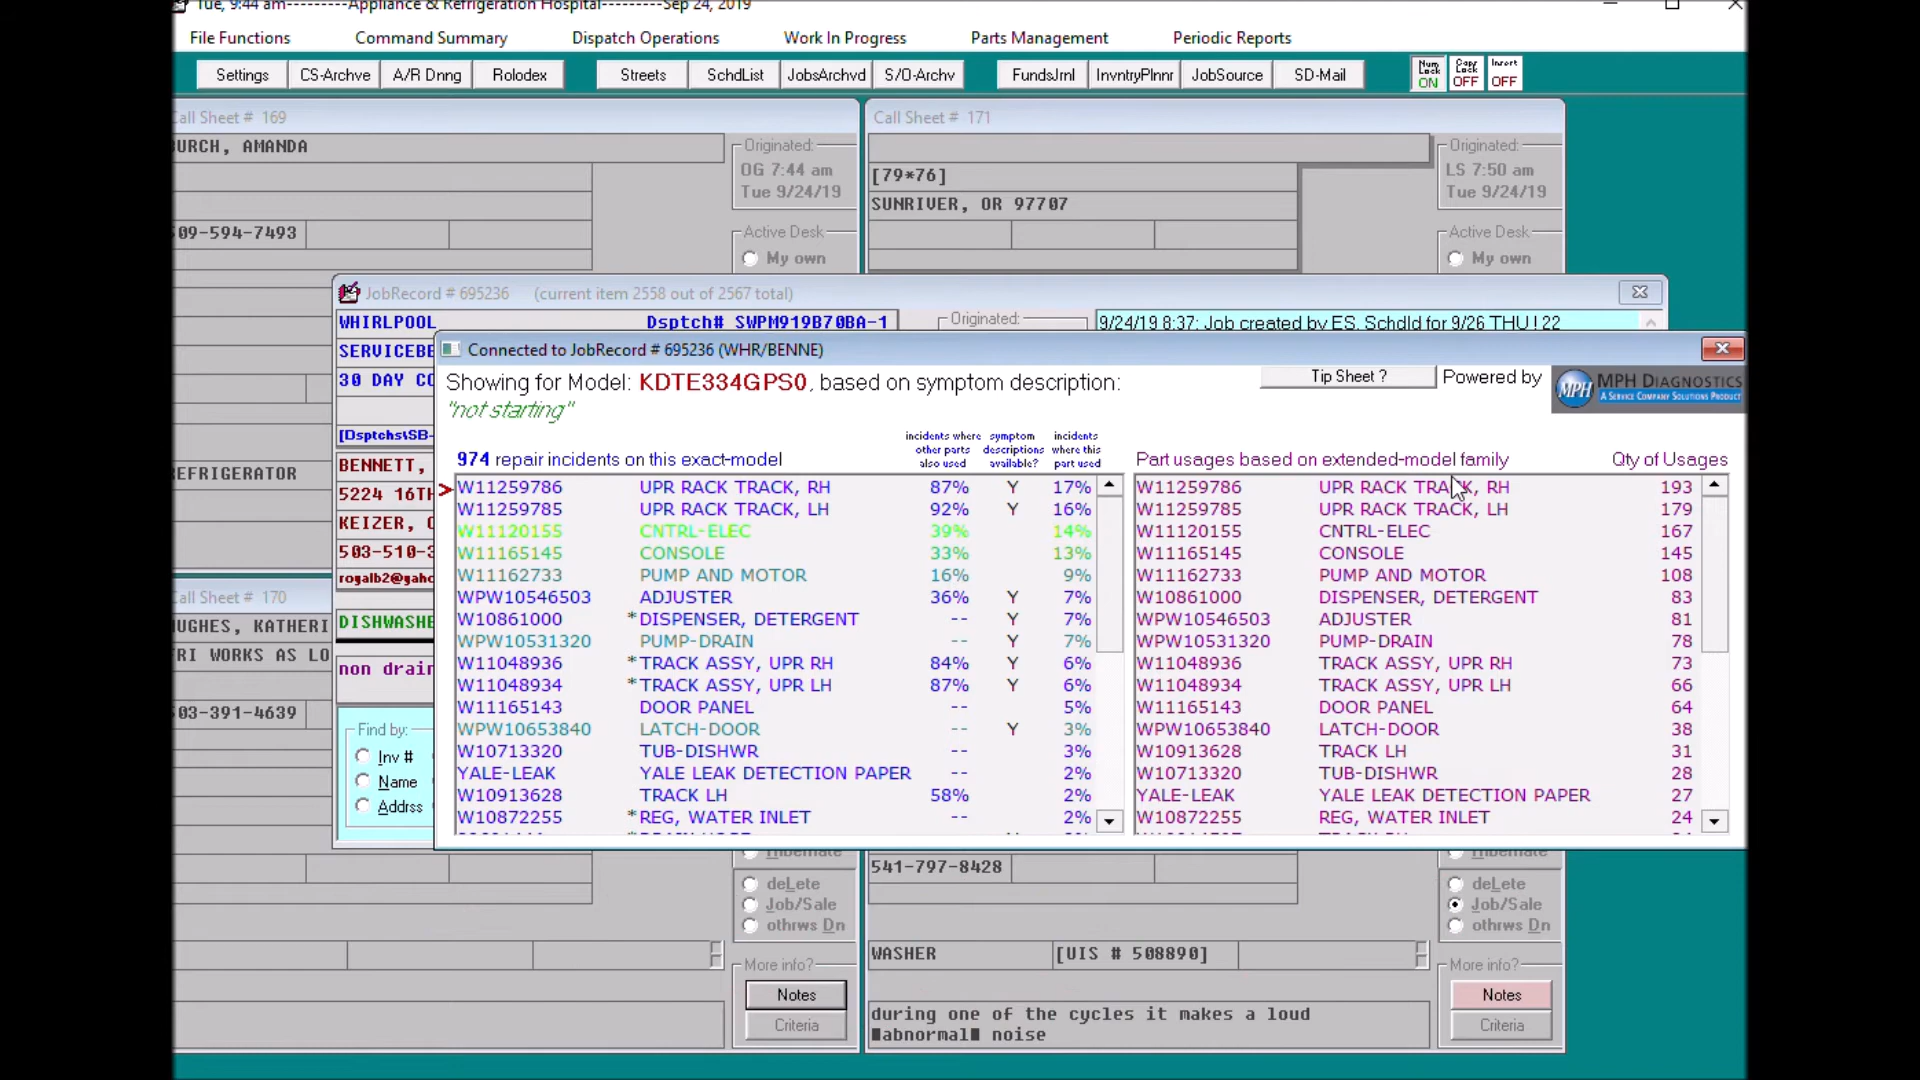 Tue, 9:44 am---------Appliance & Refrigeration Hospital---------Sep 24, 2019
File Functions Command Summary Dispatch Operations Work In Progress Parts Management Periodic Reports
Settings CS-Archve A/R Dnng Rolodex Streets SchdList JobsArchvd S/O-Archv FundsJrnl InvntryPlnnr JobSource SD-Mail
Num Lock ON
Caps Lock OFF
Insert OFF
Call Sheet # 169
URCH, AMANDA
Originated:
OG 7:44 am
Tue 9/24/19
09-594-7493
Active Desk
My own
EFRIGERATOR
Call Sheet # 171
[79*76]
SUNRIVER, OR 97707
Originated:
LS 7:50 am
Tue 9/24/19
Active Desk
My own
JobRecord # 695236 (current item 2558 out of 2567 total)
WHIRLPOOL Dsptch# SWPM919B70BA-1
Originated:
9/24/19 8:37: Job created by ES, Schdld for 9/26 THU ! 22
SERVICEBE
30 DAY CO
[Dsptchs\SB-
BENNETT,
5224 16TH
KEIZER, O
503-510-3
royalb2@yaho
DISHWASHE
non drain
Find by:
Inv #
Name
Addrss
Connected to JobRecord # 695236 (WHR/BENNE)
Showing for Model: KDTE334GPS0, based on symptom description:
"not starting"
Tip Sheet ? Powered by
MPH MPH DIAGNOSTICS
A SERVICE COMPANY SOLUTIONS PRODUCT
974 repair incidents on this exact-model
incidents where other parts also used
symptom descriptions available?
incidents where this part used
> W11259786 UPR RACK TRACK, RH 87% Y 17%
W11259785 UPR RACK TRACK, LH 92% Y 16%
W11120155 CNTRL-ELEC 39% 14%
W11165145 CONSOLE 33% 13%
W11162733 PUMP AND MOTOR 16% 9%
WPW10546503 ADJUSTER 36% Y 7%
W10861000 *DISPENSER, DETERGENT -- Y 7%
WPW10531320 PUMP-DRAIN -- Y 7%
W11048936 *TRACK ASSY, UPR RH 84% Y 6%
W11048934 *TRACK ASSY, UPR LH 87% Y 6%
W11165143 DOOR PANEL -- 5%
WPW10653840 LATCH-DOOR -- Y 3%
W10713320 TUB-DISHWR -- 3%
YALE-LEAK YALE LEAK DETECTION PAPER -- 2%
W10913628 TRACK LH 58% 2%
W10872255 *REG, WATER INLET -- 2%
Part usages based on extended-model family Qty of Usages
W11259786 UPR RACK TRACK, RH 193
W11259785 UPR RACK TRACK, LH 179
W11120155 CNTRL-ELEC 167
W11165145 CONSOLE 145
W11162733 PUMP AND MOTOR 108
W10861000 DISPENSER, DETERGENT 83
WPW10546503 ADJUSTER 81
WPW10531320 PUMP-DRAIN 78
W11048936 TRACK ASSY, UPR RH 73
W11048934 TRACK ASSY, UPR LH 66
W11165143 DOOR PANEL 64
WPW10653840 LATCH-DOOR 38
W10913628 TRACK LH 31
W10713320 TUB-DISHWR 28
YALE-LEAK YALE LEAK DETECTION PAPER 27
W10872255 REG, WATER INLET 24
Call Sheet # 170
UGHES, KATHERI
RI WORKS AS LO
03-391-4639
Hibernate
deLete
Job/Sale
othrws Dn
More info?
Notes
Criteria
541-797-8428
WASHER [UIS # 508890]
during one of the cycles it makes a loud
abnormal noise
Hibernate
deLete
Job/Sale
othrws Dn
More info?
Notes
Criteria